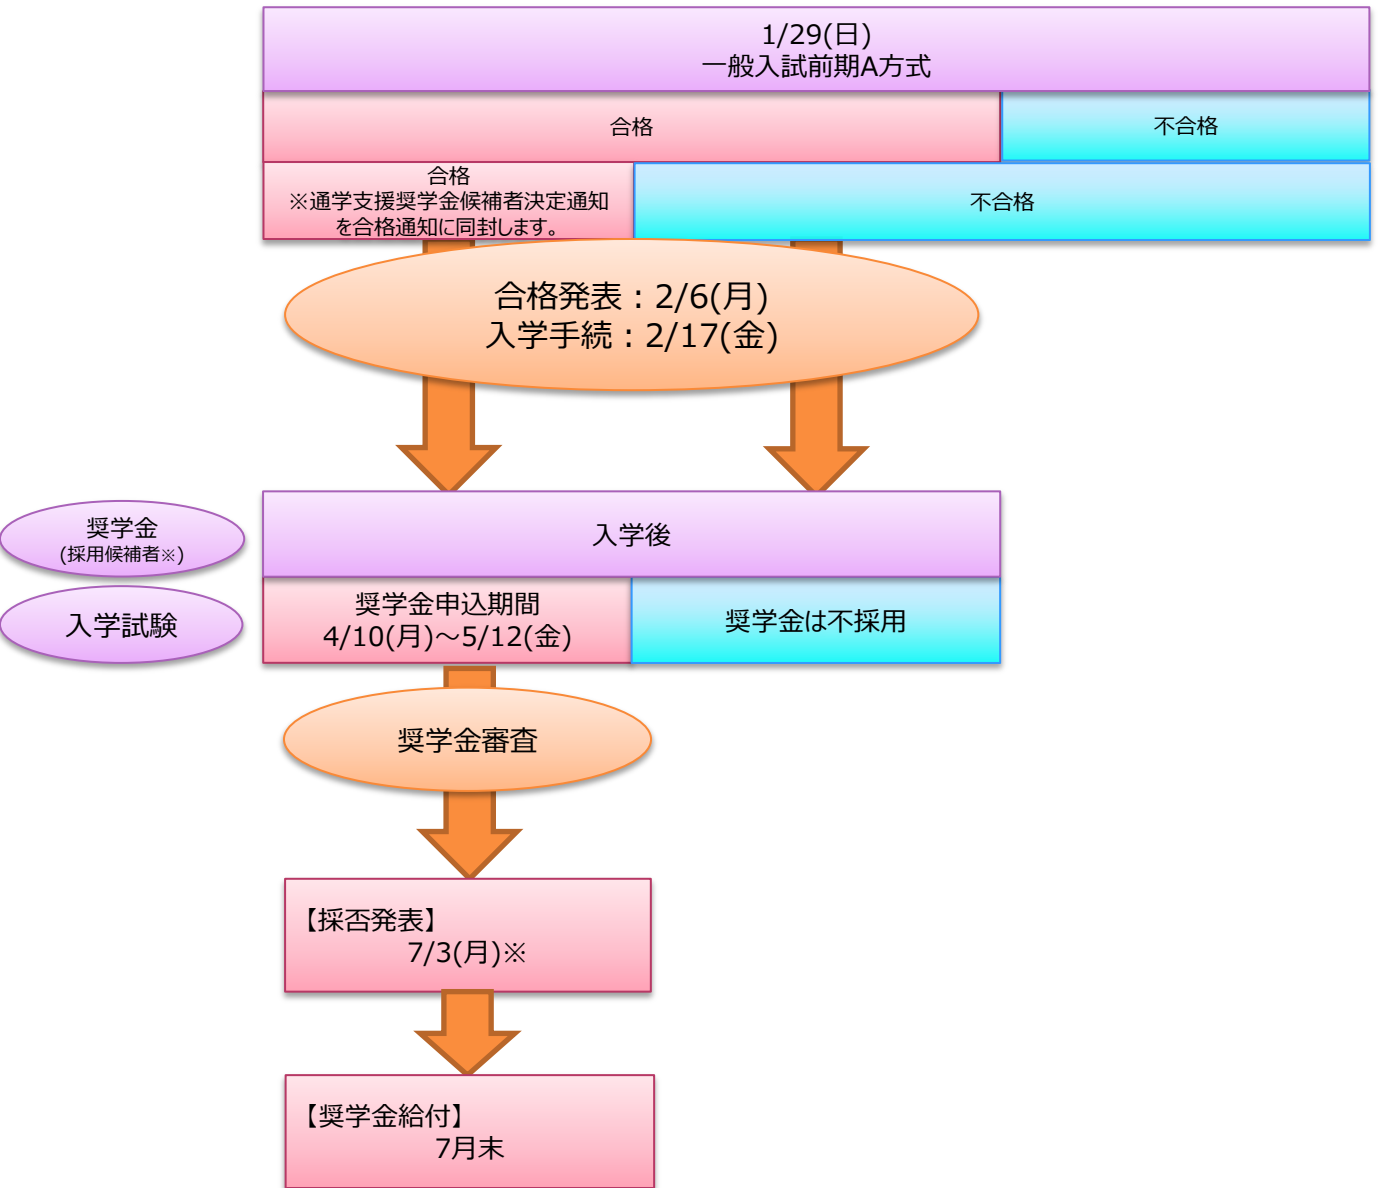 1/29(日)
一般入試前期A方式
合格
不合格
合格
※通学支援奨学金候補者決定通知
を合格通知に同封します。
不合格
合格発表：2/6(月)
入学手続：2/17(金)
奨学金
(採用候補者※)
入学試験
入学後
奨学金申込期間
4/10(月)～5/12(金)
奨学金は不採用
奨学金審査
【採否発表】
7/3(月)※
【奨学金給付】
7月末